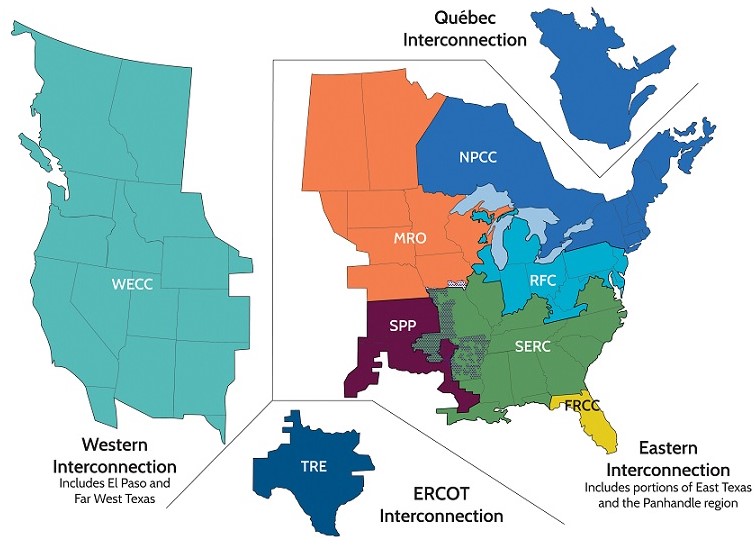 Québec
Interconnection
NPCC
MRO
WECC
RFC
SPP
SERC
FRCC
Western
Interconnection
Includes El Paso and
Far West Texas
TRE
ERCOT
Interconnection
Eastern
Interconnection
Includes portions of East Texas
and the Panhandle region